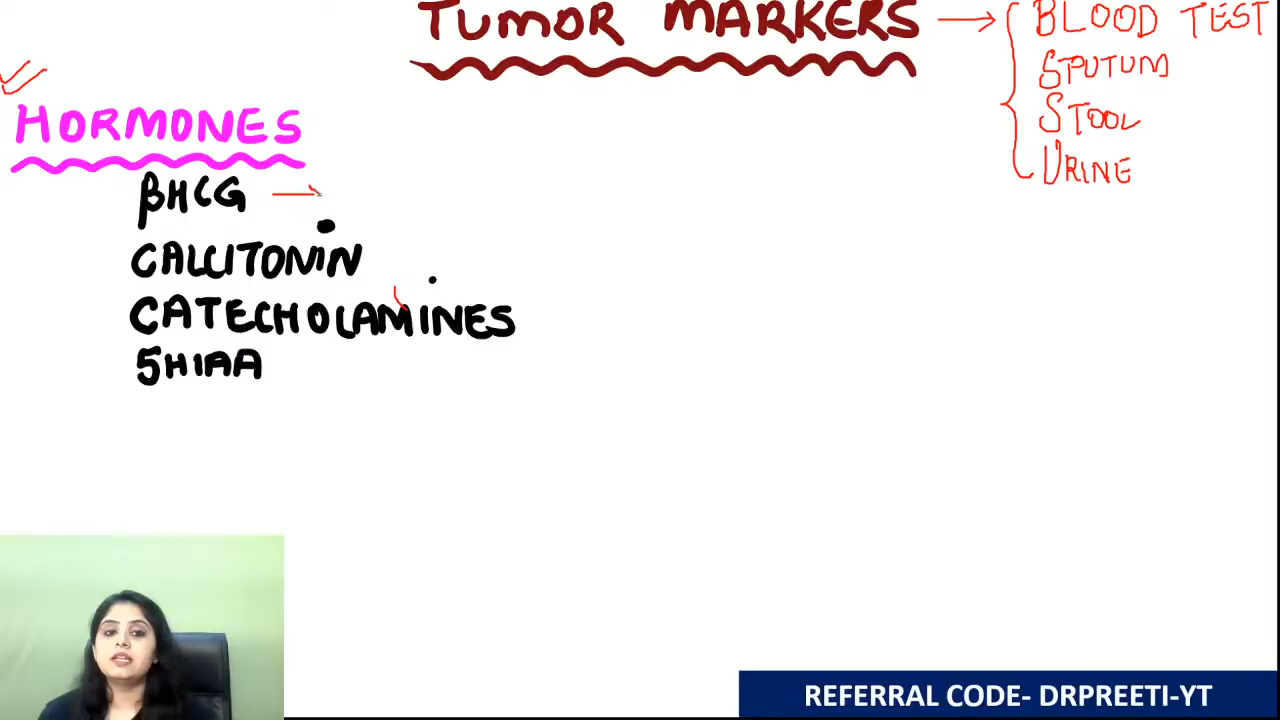 TUMOR MARKERS → BLOOD TEST
SPUTUM
STOOL
URINE
HORMONES
βHCG →
CALCITONIN
CATECHOLAMINES
5HIAA
REFERRAL CODE- DRPREETI-YT